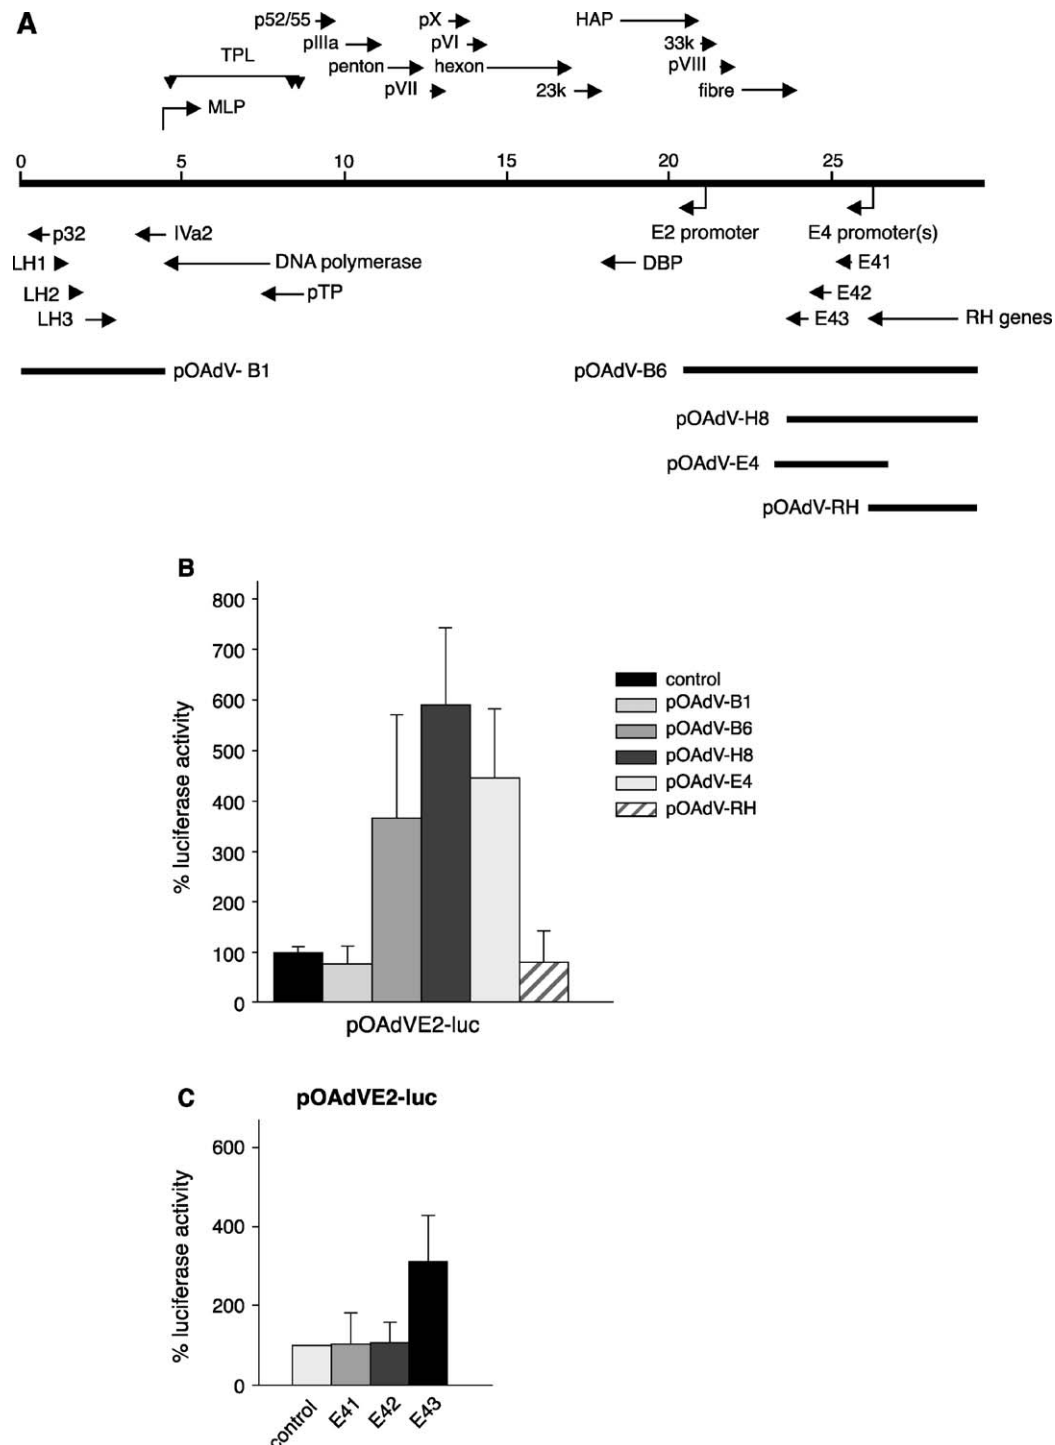 A
p52/55
pX
HAP
pIIIa
pVI
33k
TPL
penton
hexon
pVIII
pVII
23k
fibre
MLP
0 5 10 15 20 25
p32
IVa2
E2 promoter
E4 promoter(s)
LH1
DNA polymerase
DBP
E41
LH2
pTP
E42
LH3
E43
RH genes
pOAdV- B1
pOAdV-B6
pOAdV-H8
pOAdV-E4
pOAdV-RH
B
% luciferase activity
800
700
600
500
400
300
200
100
0
pOAdVE2-luc
control
pOAdV-B1
pOAdV-B6
pOAdV-H8
pOAdV-E4
pOAdV-RH
C
pOAdVE2-luc
% luciferase activity
600
400
200
0
control
E41
E42
E43